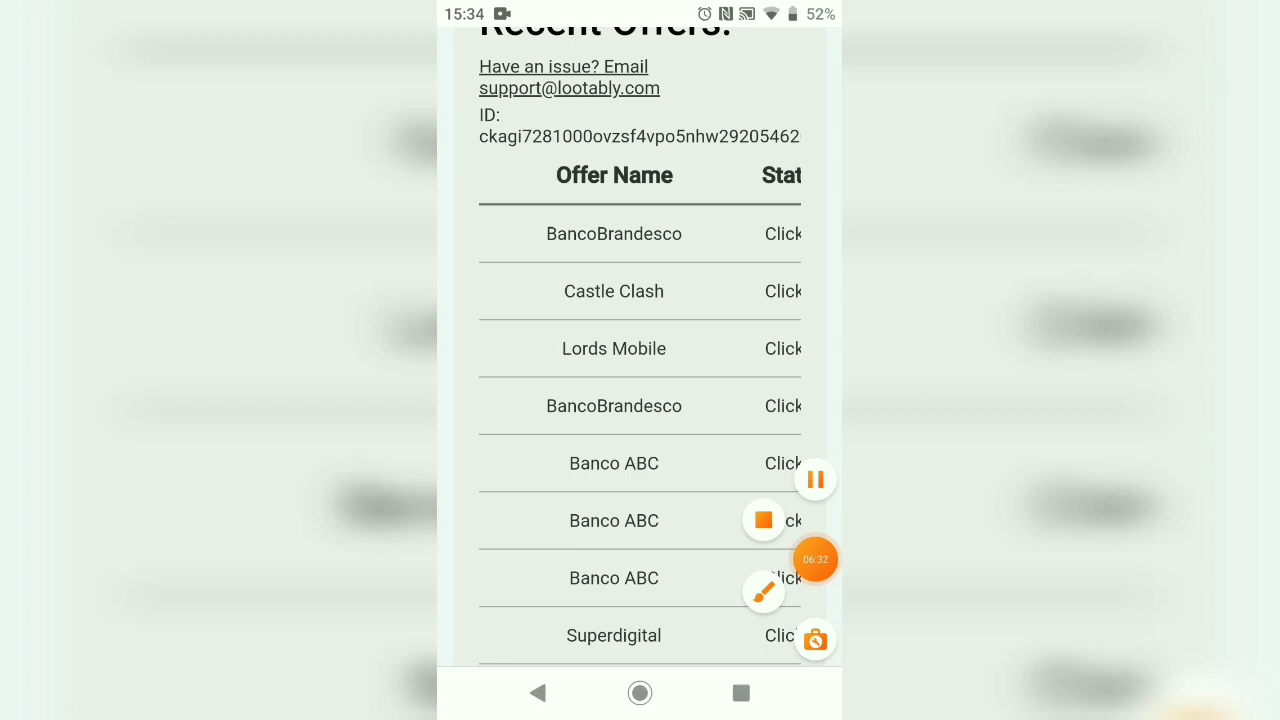 15:34 52%
Recent Offers:
Have an issue? Email
support@lootably.com
ID:
ckagi7281000ovzsf4vpo5nhw29205462
Offer Name Stat
BancoBrandesco Click
Castle Clash Click
Lords Mobile Click
BancoBrandesco Click
Banco ABC Click
Banco ABC ck
Banco ABC lick
06:32
Superdigital Clic